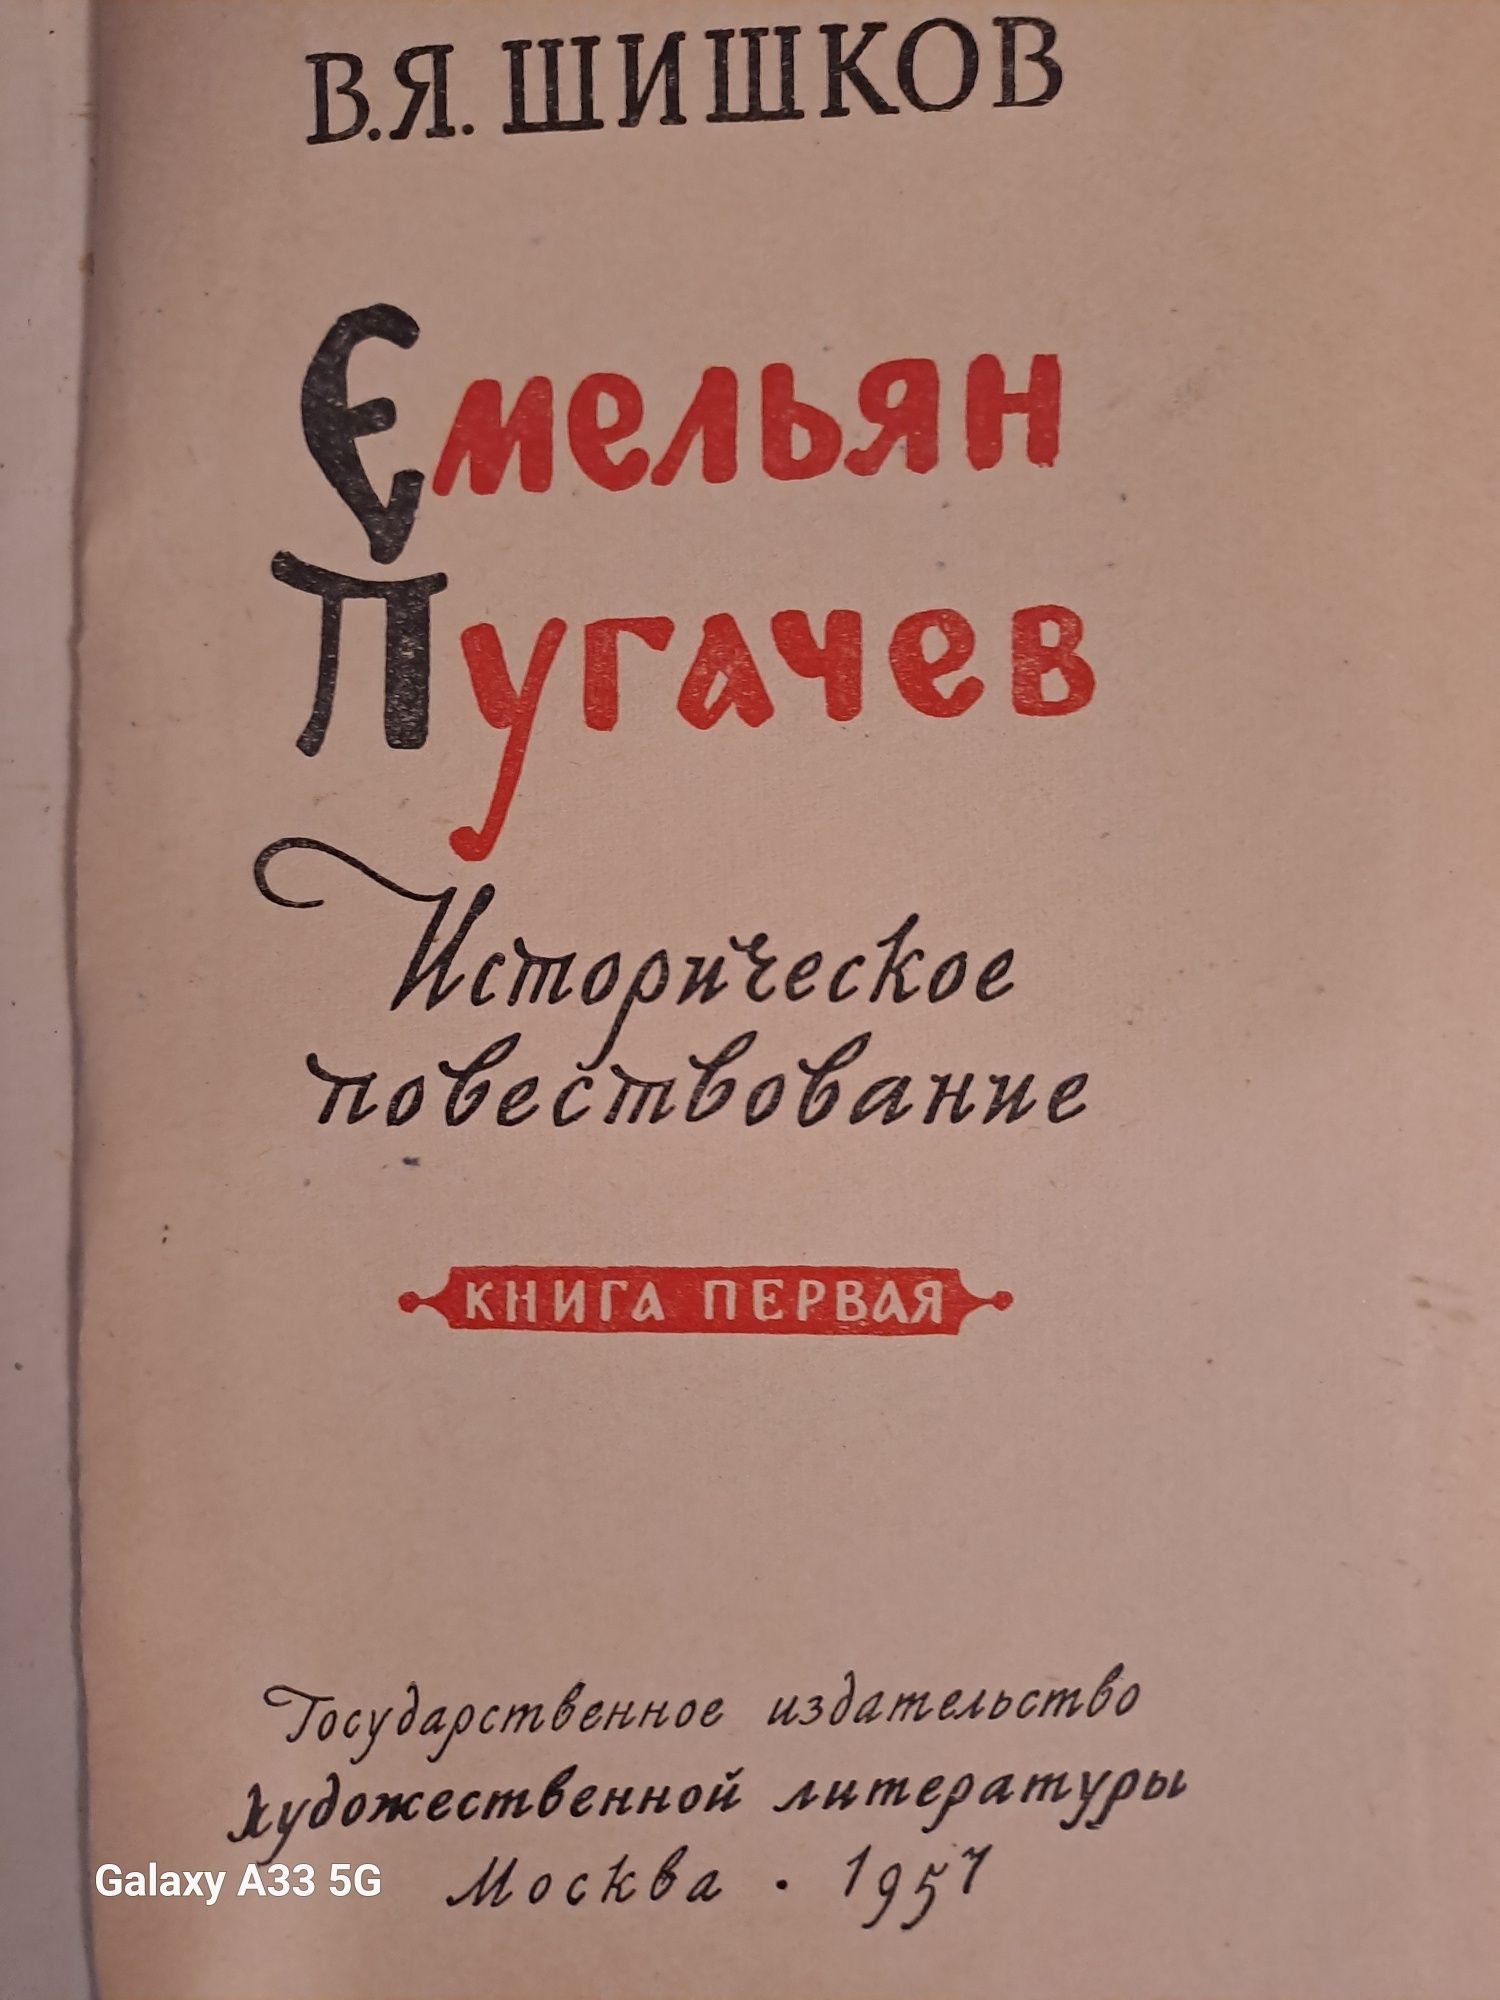 В.Я. ШИШКОВ
Емельян
Пугачев
Историческое
повествование
КНИГА ПЕРВАЯ
Государственное издательство
художественной литературы
Москва · 1957
Galaxy A33 5G